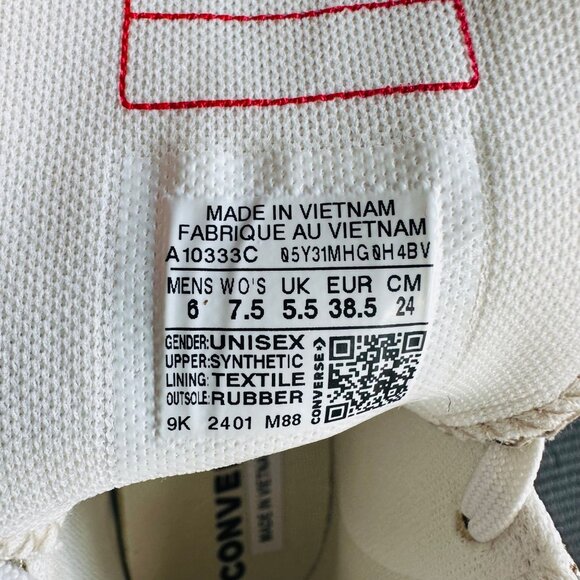 MADE IN VIETNAM
FABRIQUE AU VIETNAM
A10333C 05Y31MHG0H4BV
MENS WO'S UK EUR CM
6 7.5 5.5 38.5 24
GENDER: UNISEX
UPPER: SYNTHETIC
LINING: TEXTILE
OUTSOLE: RUBBER
CONVERSE
9K 2401 M88
CONVERSE
MADE IN VIETNAM